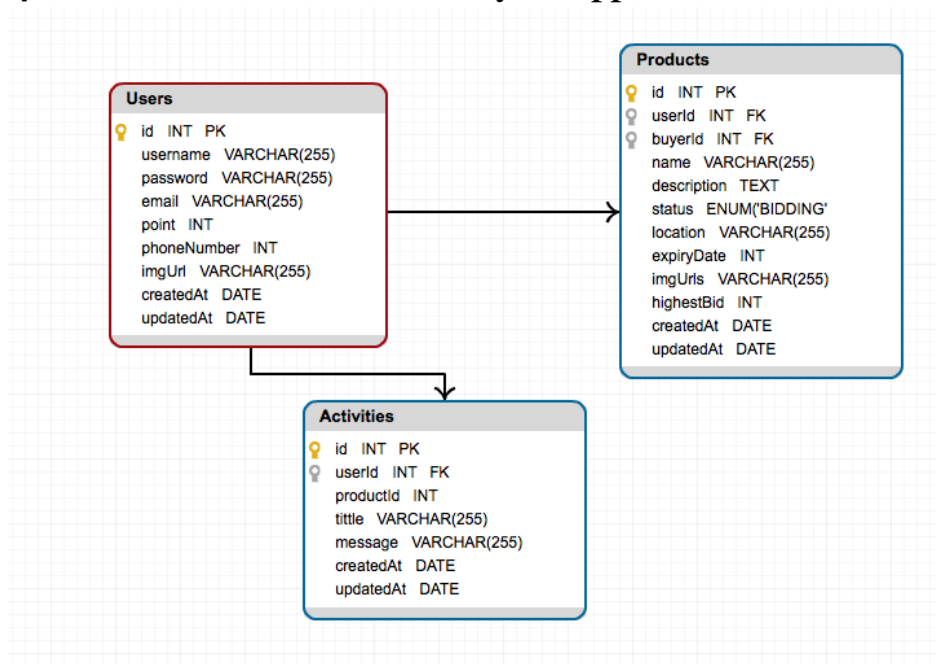 Users
id INT PK
username VARCHAR(255)
password VARCHAR(255)
email VARCHAR(255)
point INT
phoneNumber INT
imgUrl VARCHAR(255)
createdAt DATE
updatedAt DATE
Products
id INT PK
userId INT FK
buyerId INT FK
name VARCHAR(255)
description TEXT
status ENUM('BIDDING'
location VARCHAR(255)
expiryDate INT
imgUrls VARCHAR(255)
highestBid INT
createdAt DATE
updatedAt DATE
Activities
id INT PK
userId INT FK
productId INT
tittle VARCHAR(255)
message VARCHAR(255)
createdAt DATE
updatedAt DATE